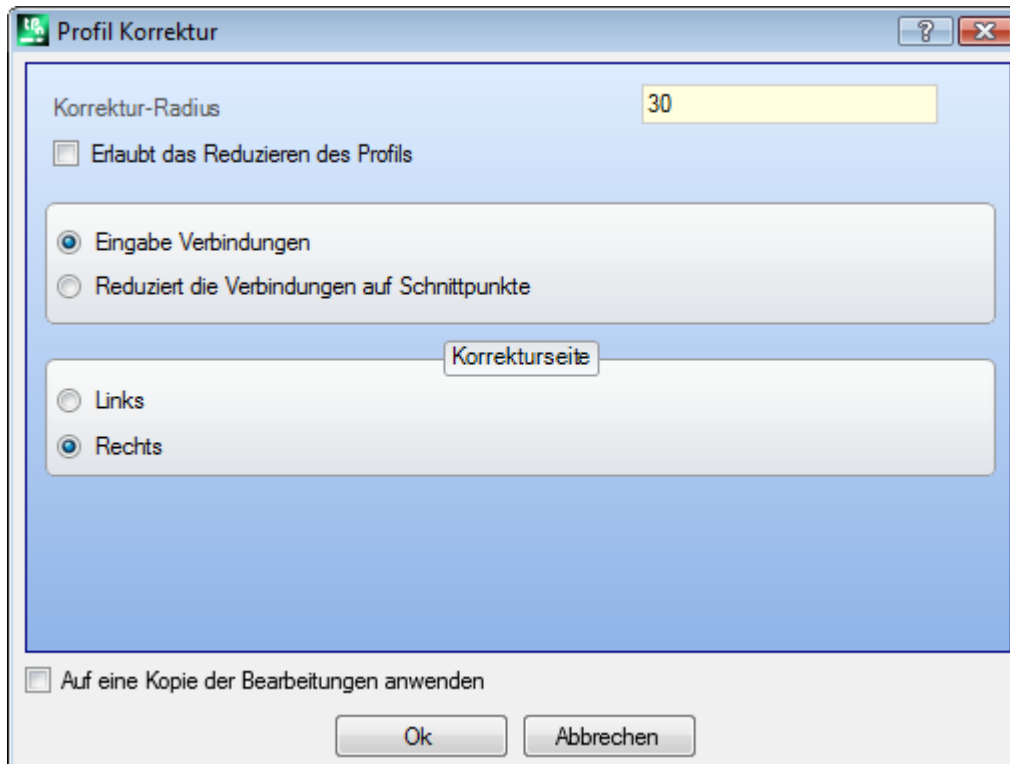 Profil Korrektur
Korrektur-Radius 30
Erlaubt das Reduzieren des Profils
Eingabe Verbindungen
Reduziert die Verbindungen auf Schnittpunkte
Korrekturseite
Links
Rechts
Auf eine Kopie der Bearbeitungen anwenden
Ok Abbrechen